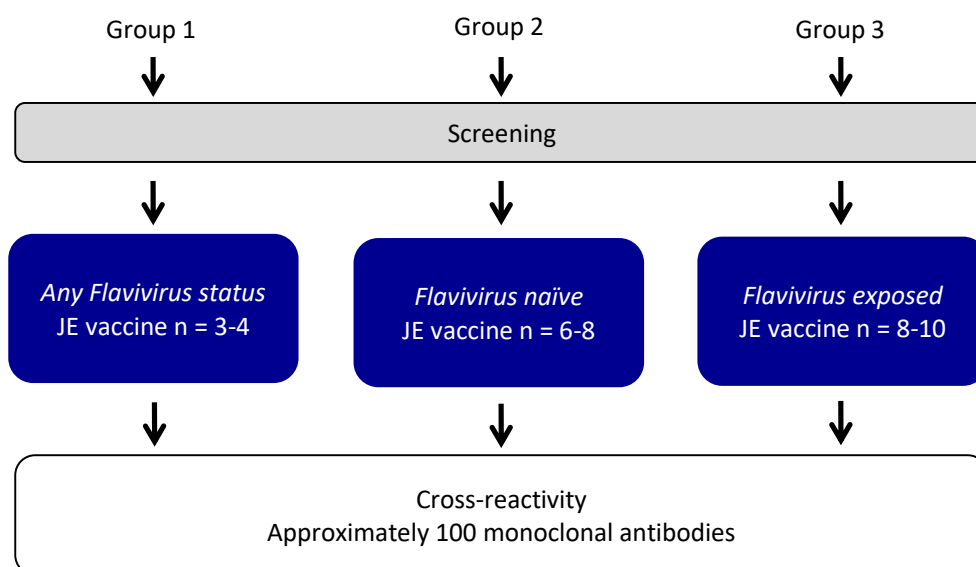 Group 1
Group 2
Group 3
Screening
Any Flavivirus status
JE vaccine n = 3-4
Flavivirus naïve
JE vaccine n = 6-8
Flavivirus exposed
JE vaccine n = 8-10
Cross-reactivity
Approximately 100 monoclonal antibodies